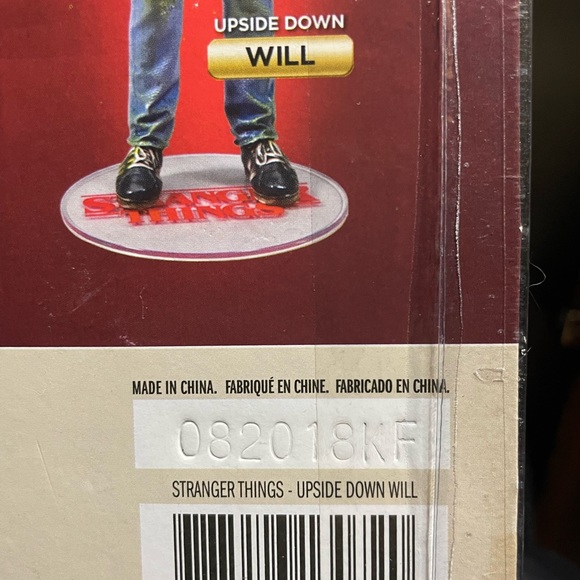 UPSIDE DOWN
WILL
STRANGER
THINGS
MADE IN CHINA. FABRIQUÉ EN CHINE. FABRICADO EN CHINA.
082018KF
STRANGER THINGS - UPSIDE DOWN WILL